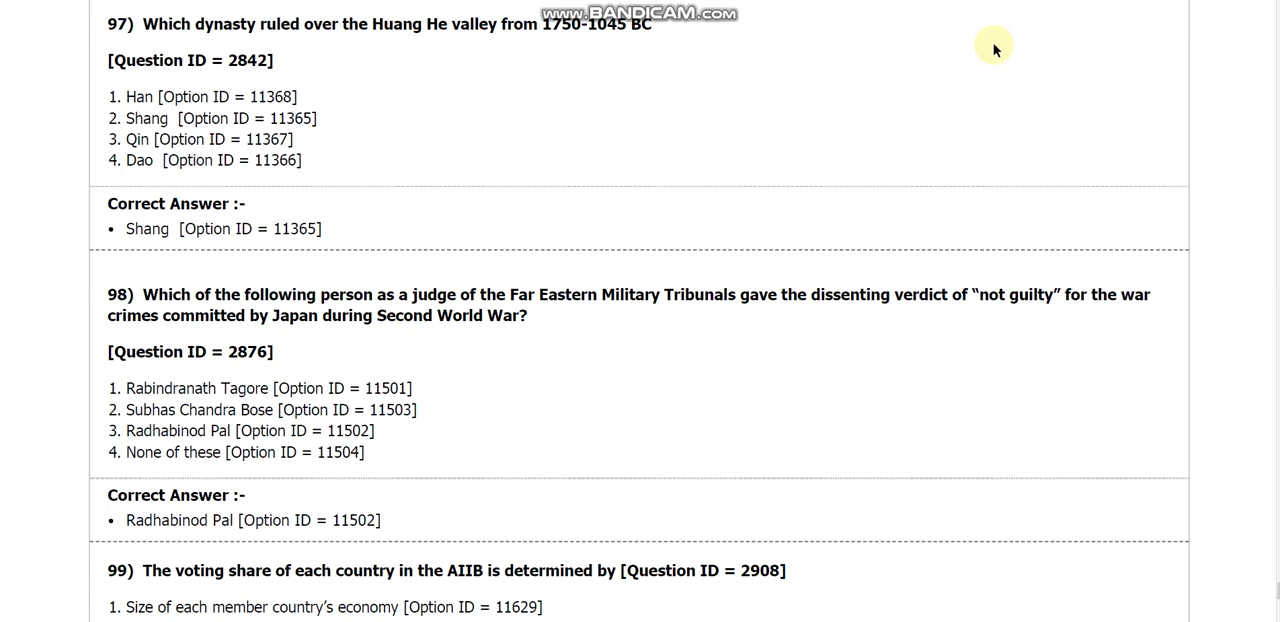 www.BANDICAM.com
97) Which dynasty ruled over the Huang He valley from 1750-1045 BC
[Question ID = 2842]
1. Han [Option ID = 11368]
2. Shang [Option ID = 11365]
3. Qin [Option ID = 11367]
4. Dao [Option ID = 11366]
Correct Answer :-
• Shang [Option ID = 11365]
98) Which of the following person as a judge of the Far Eastern Military Tribunals gave the dissenting verdict of “not guilty” for the war
crimes committed by Japan during Second World War?
[Question ID = 2876]
1. Rabindranath Tagore [Option ID = 11501]
2. Subhas Chandra Bose [Option ID = 11503]
3. Radhabinod Pal [Option ID = 11502]
4. None of these [Option ID = 11504]
Correct Answer :-
• Radhabinod Pal [Option ID = 11502]
99) The voting share of each country in the AIIB is determined by [Question ID = 2908]
1. Size of each member country’s economy [Option ID = 11629]